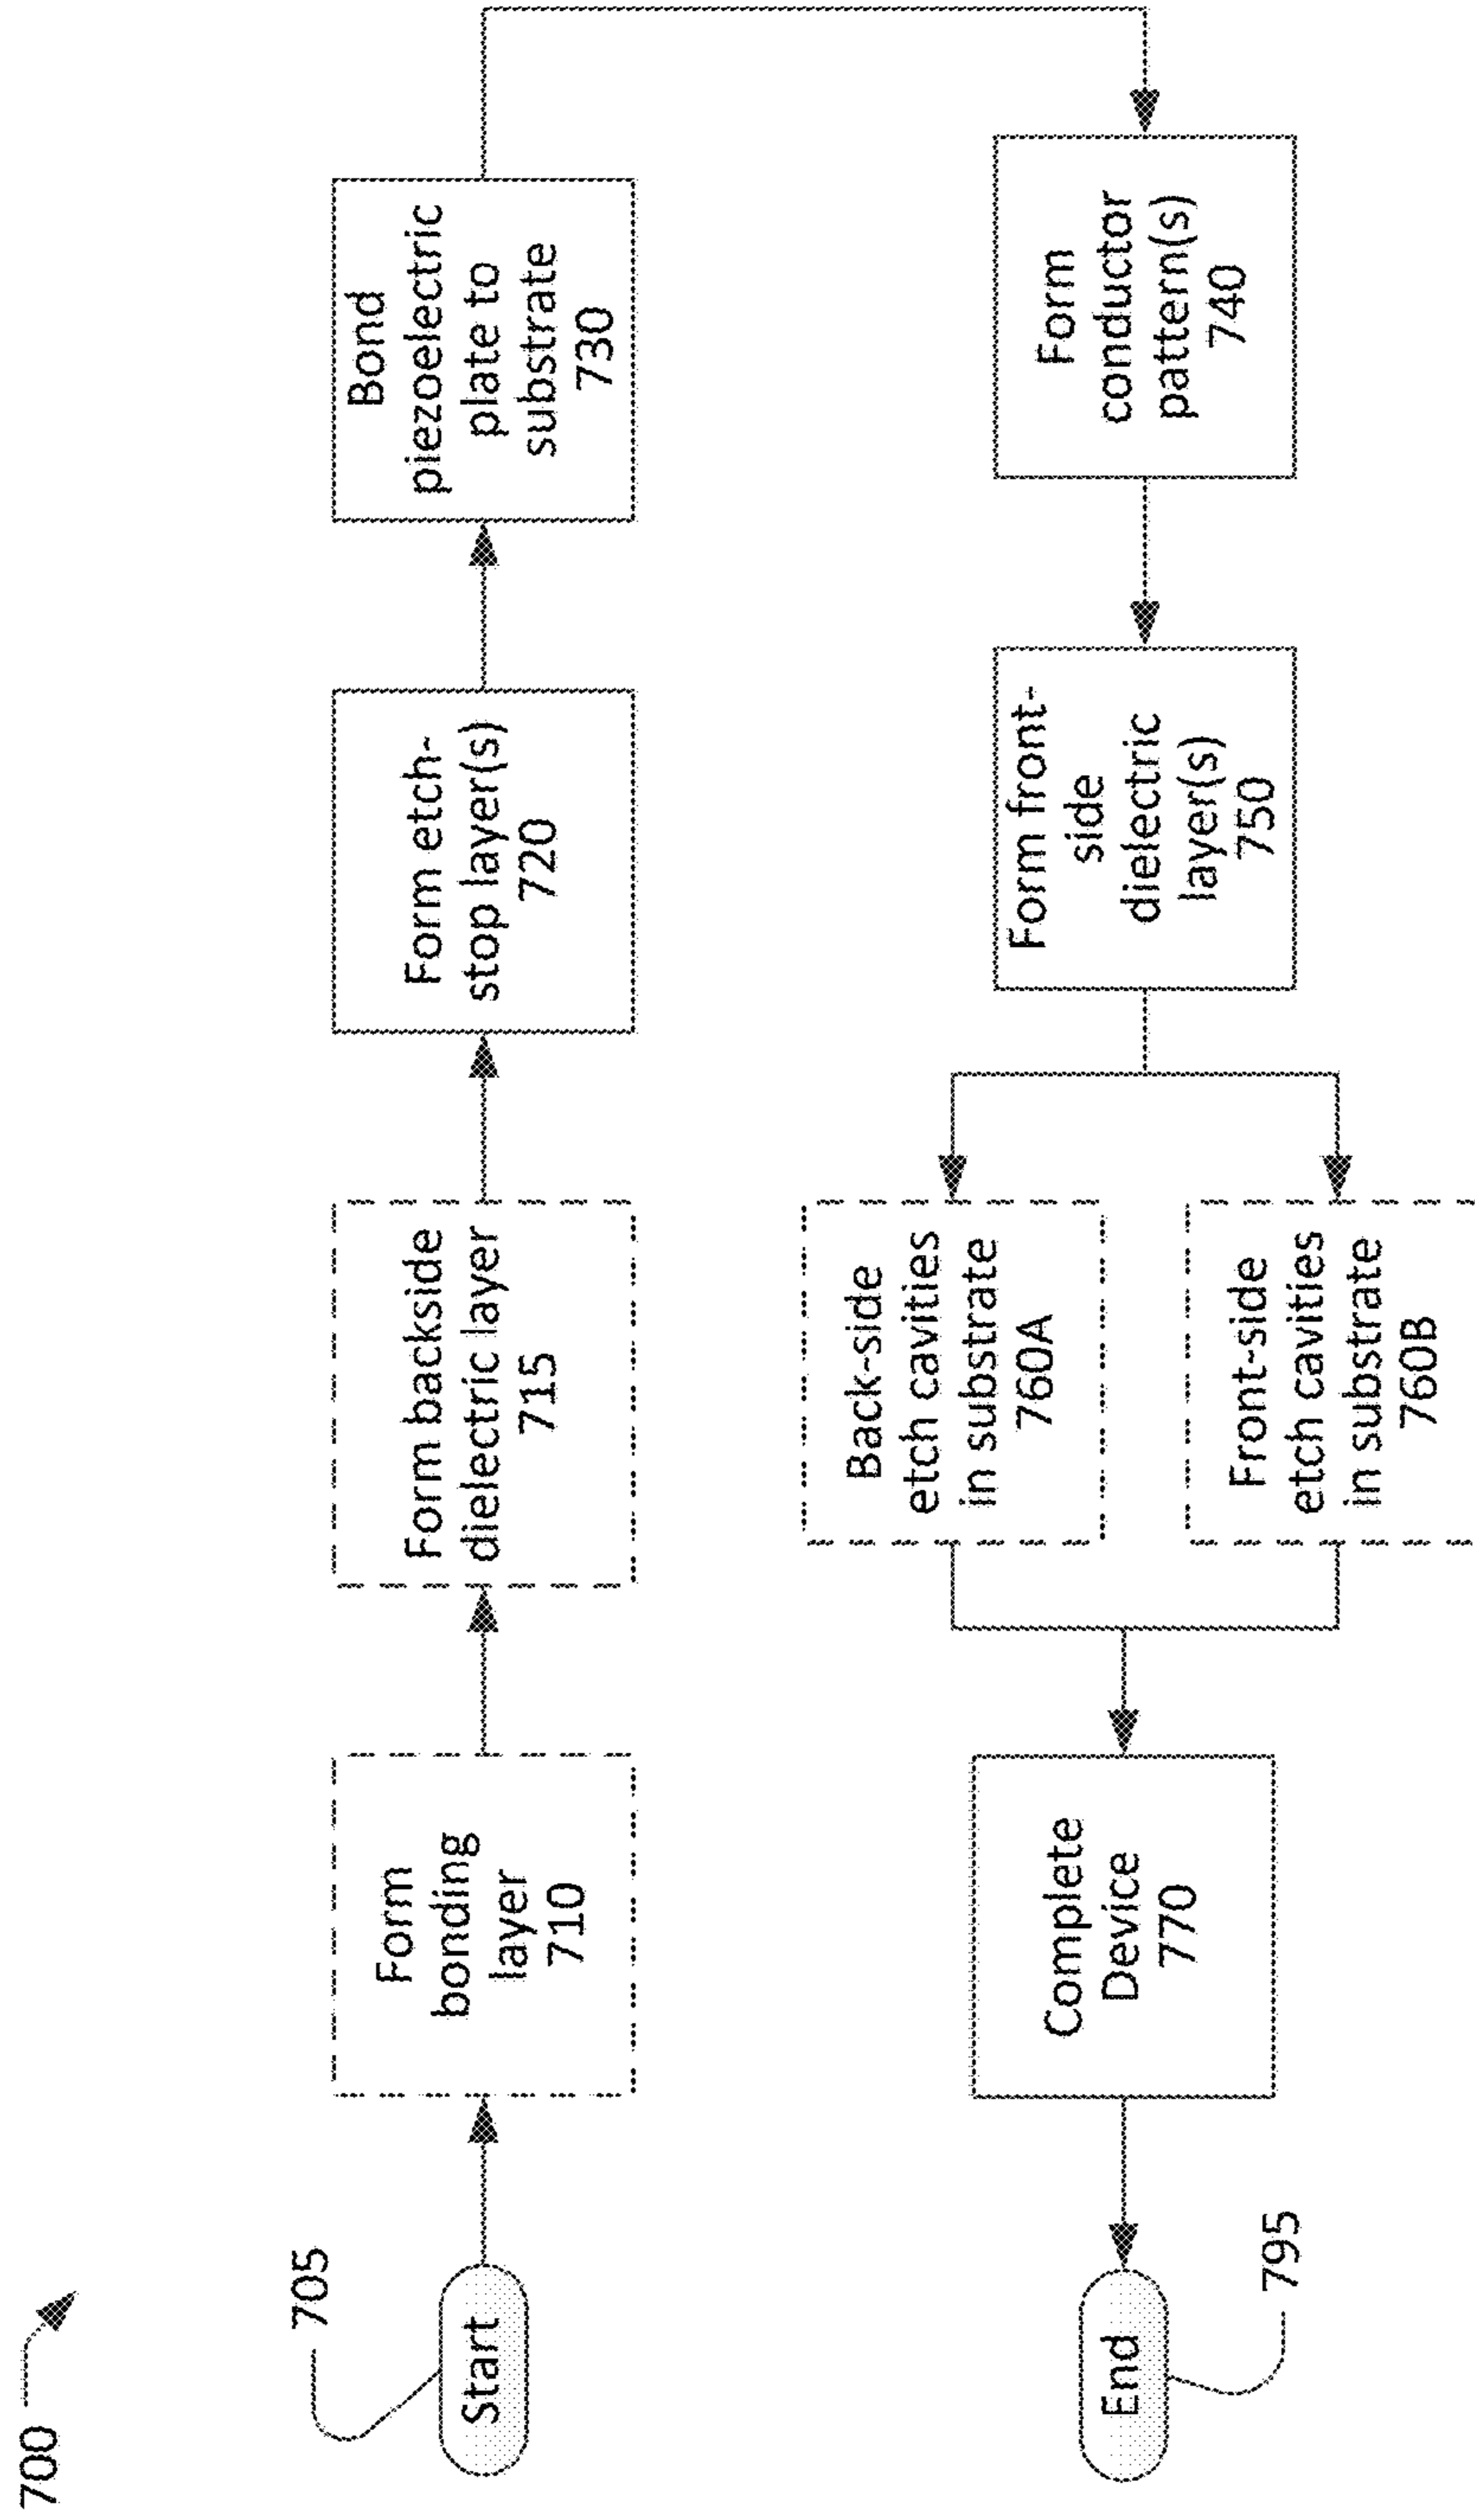 700
705
Start
Form
bonding
layer
710
Form backside
dielectric layer
715
Form etch-
stop layer(s)
720
Bond
piezoelectric
plate to
substrate
730
Form
conductor
pattern(s)
740
Form front-
side
dielectric
layer(s)
750
Back-side
etch cavities
in substrate
760A
Front-side
etch cavities
in substrate
760B
Complete
Device
770
End
795